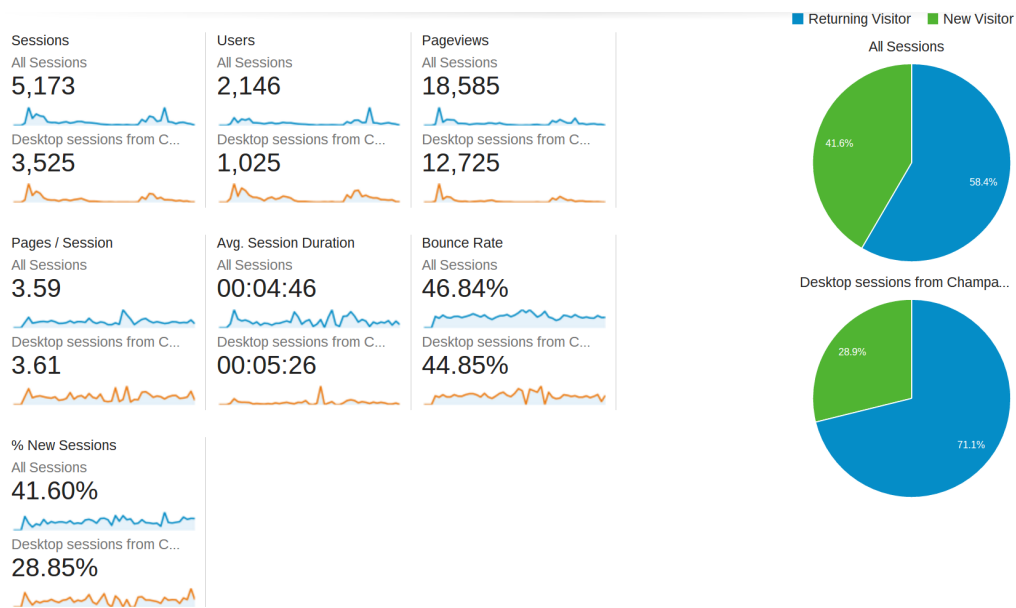 Returning Visitor New Visitor
Sessions
All Sessions
5,173
Desktop sessions from C...
3,525
Users
All Sessions
2,146
Desktop sessions from C...
1,025
Pageviews
All Sessions
18,585
Desktop sessions from C...
12,725
Pages / Session
All Sessions
3.59
Desktop sessions from C...
3.61
Avg. Session Duration
All Sessions
00:04:46
Desktop sessions from C...
00:05:26
Bounce Rate
All Sessions
46.84%
Desktop sessions from C...
44.85%
% New Sessions
All Sessions
41.60%
Desktop sessions from C...
28.85%
All Sessions
41.6%
58.4%
Desktop sessions from Champa...
28.9%
71.1%